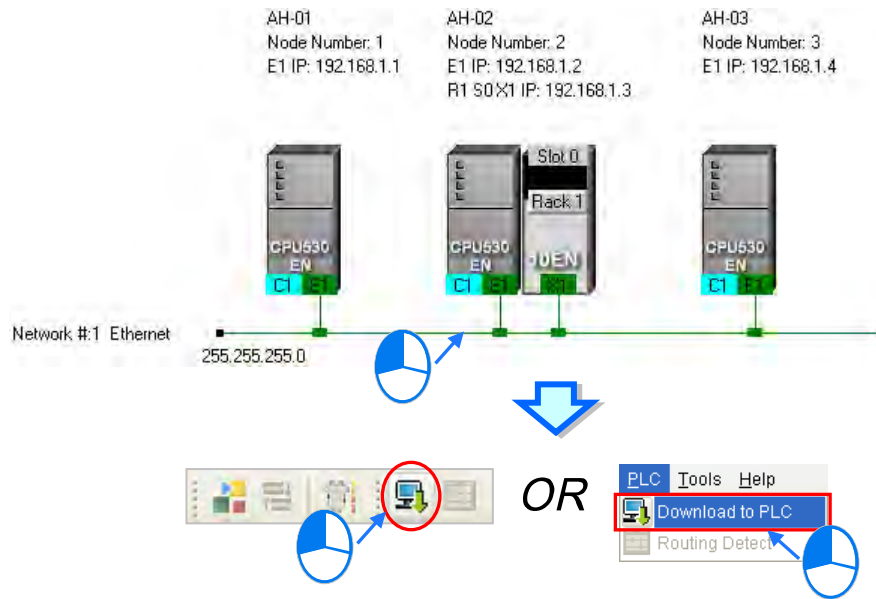 AH-01
Node Number: 1
E1 IP: 192.168.1.1
AH-02
Node Number: 2
E1 IP: 192.168.1.2
R1 S0 X1 IP: 192.168.1.3
AH-03
Node Number: 3
E1 IP: 192.168.1.4
CPU530
EN
C1 E1
CPU530
EN
C1 E1
Slot 0
Rack 1
10EN
X1
CPU530
EN
C1 E1
Network #:1 Ethernet
255.255.255.0
OR
PLC Tools Help
Download to PLC
Routing Detect